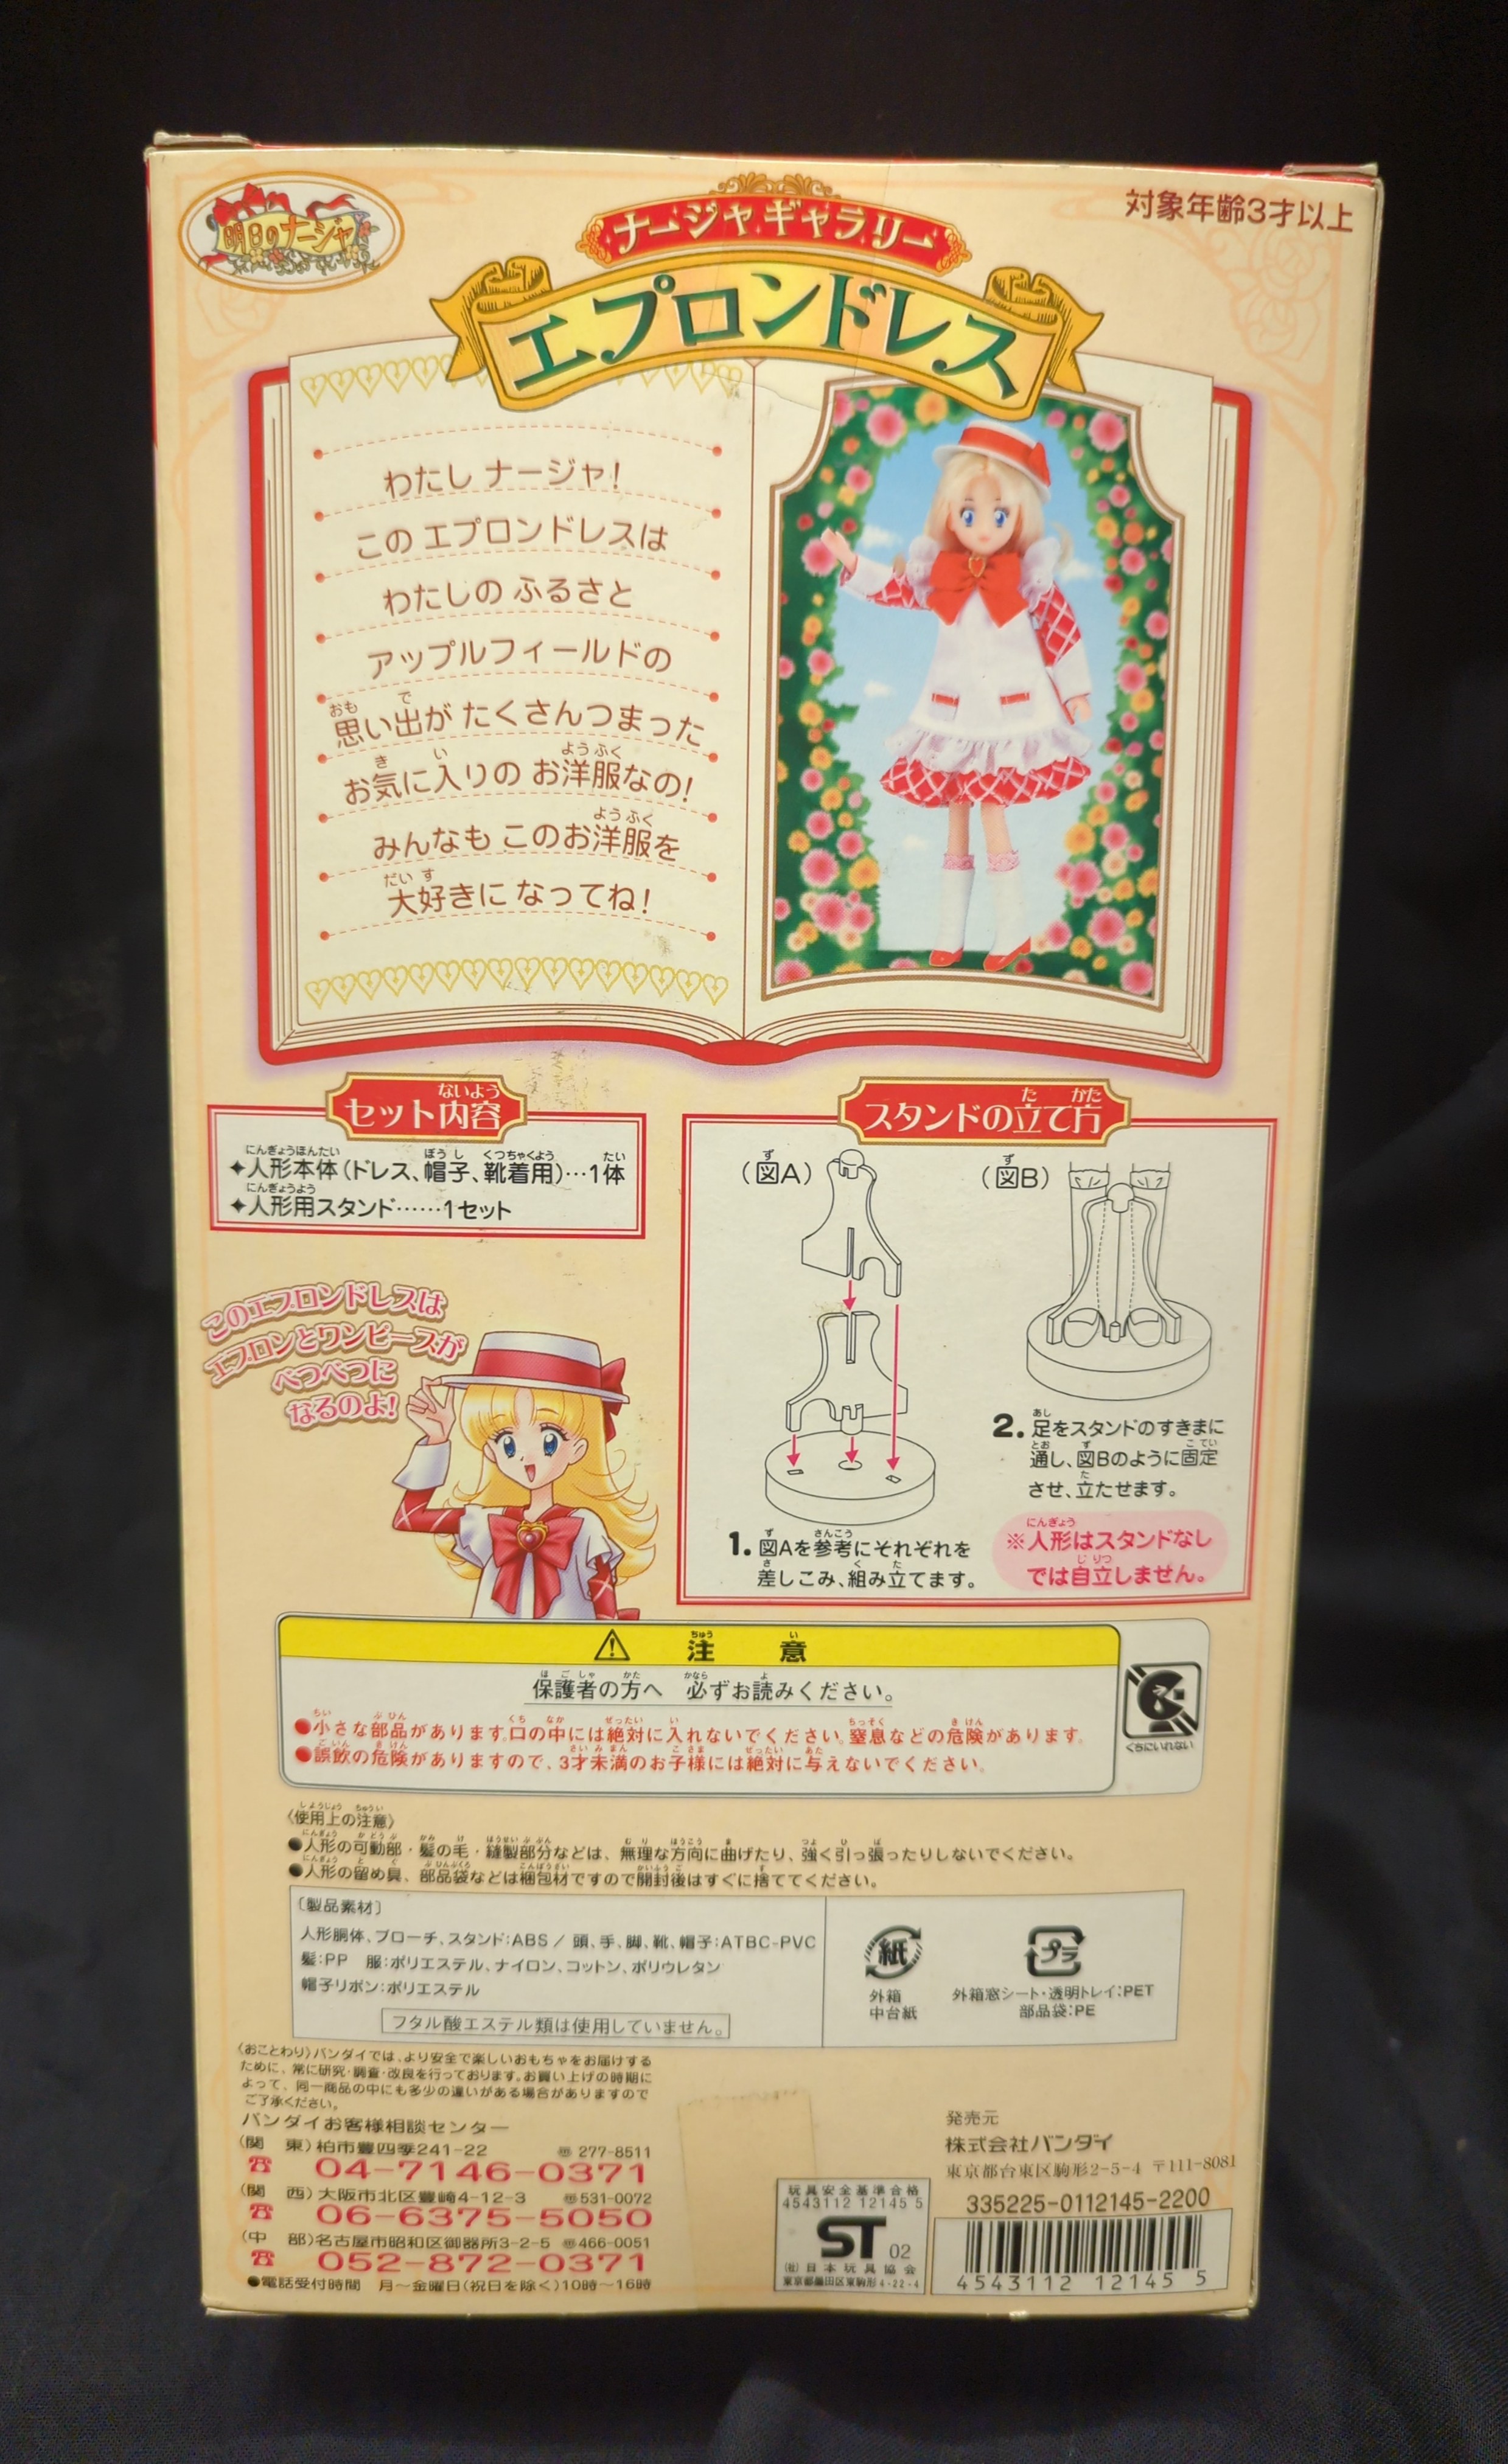 明日のナージャ
ナージャギャラリー
対象年齢3才以上
エプロンドレス
わたし ナージャ!
この エプロンドレスは
わたしの ふるさと
アップルフィールドの
思い出が たくさんつまった
お気に入りの お洋服なの!
みんなも このお洋服を
大好きに なってね!
セット内容
✦人形本体(ドレス、帽子、靴着用)…1体
✦人形用スタンド……1セット
このエプロンドレスは
エプロンとワンピースが
べつべつに
なるのよ!
スタンドの立て方
(図A)
(図B)
1. 図Aを参考にそれぞれを
差しこみ、組み立てます。
2. 足をスタンドのすきまに
通し、図Bのように固定
させ、立たせます。
※人形はスタンドなし
では自立しません。
⚠ 注意
保護者の方へ 必ずお読みください。
●小さな部品があります。口の中には絶対に入れないでください。窒息などの危険があります。
●誤飲の危険がありますので、3才未満のお子様には絶対に与えないでください。
くちにいれない
〈使用上の注意〉
●人形の可動部・髪の毛・縫製部分などは、無理な方向に曲げたり、強く引っ張ったりしないでください。
●人形の留め具、部品袋などは梱包材ですので開封後はすぐに捨ててください。
〔製品素材〕
人形胴体、ブローチ、スタンド:ABS/頭、手、脚、靴、帽子:ATBC-PVC
髪:PP 服:ポリエステル、ナイロン、コットン、ポリウレタン
帽子リボン:ポリエステル
フタル酸エステル類は使用していません。
紙
外箱
中台紙
プラ
外箱窓シート・透明トレイ:PET
部品袋:PE
〈おことわり〉バンダイでは、より安全で楽しいおもちゃをお届けする
ために、常に研究・調査・改良を行っております。お買い上げの時期に
よって、同一商品の中にも多少の違いがある場合がありますので
ご了承ください。
バンダイお客様相談センター
(関 東)柏市豊四季241-22 〒277-8511
☎ 04-7146-0371
(関 西)大阪市北区豊崎4-12-3 〒531-0072
☎ 06-6375-5050
(中 部)名古屋市昭和区御器所3-2-5 〒466-0051
☎ 052-872-0371
●電話受付時間 月〜金曜日(祝日を除く)10時〜16時
玩具安全基準合格
4543112 12145 5
ST 02
(社)日本玩具協会
東京都墨田区東駒形4-22-4
発売元
株式会社バンダイ
東京都台東区駒形2-5-4 〒111-8081
335225-0112145-2200
4543112 12145 5